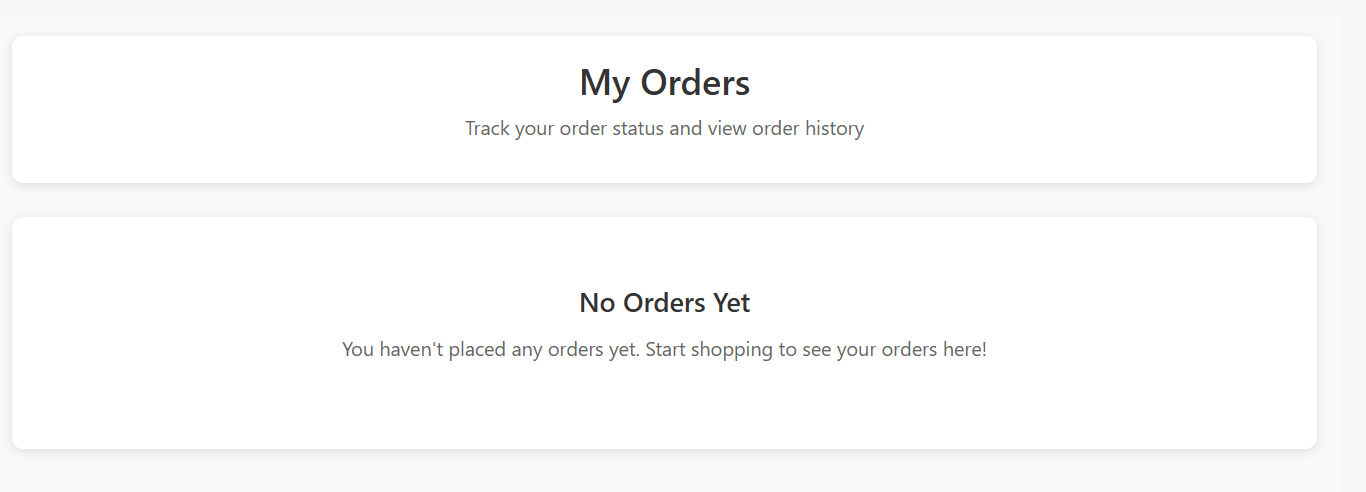 My Orders
Track your order status and view order history
No Orders Yet
You haven't placed any orders yet. Start shopping to see your orders here!